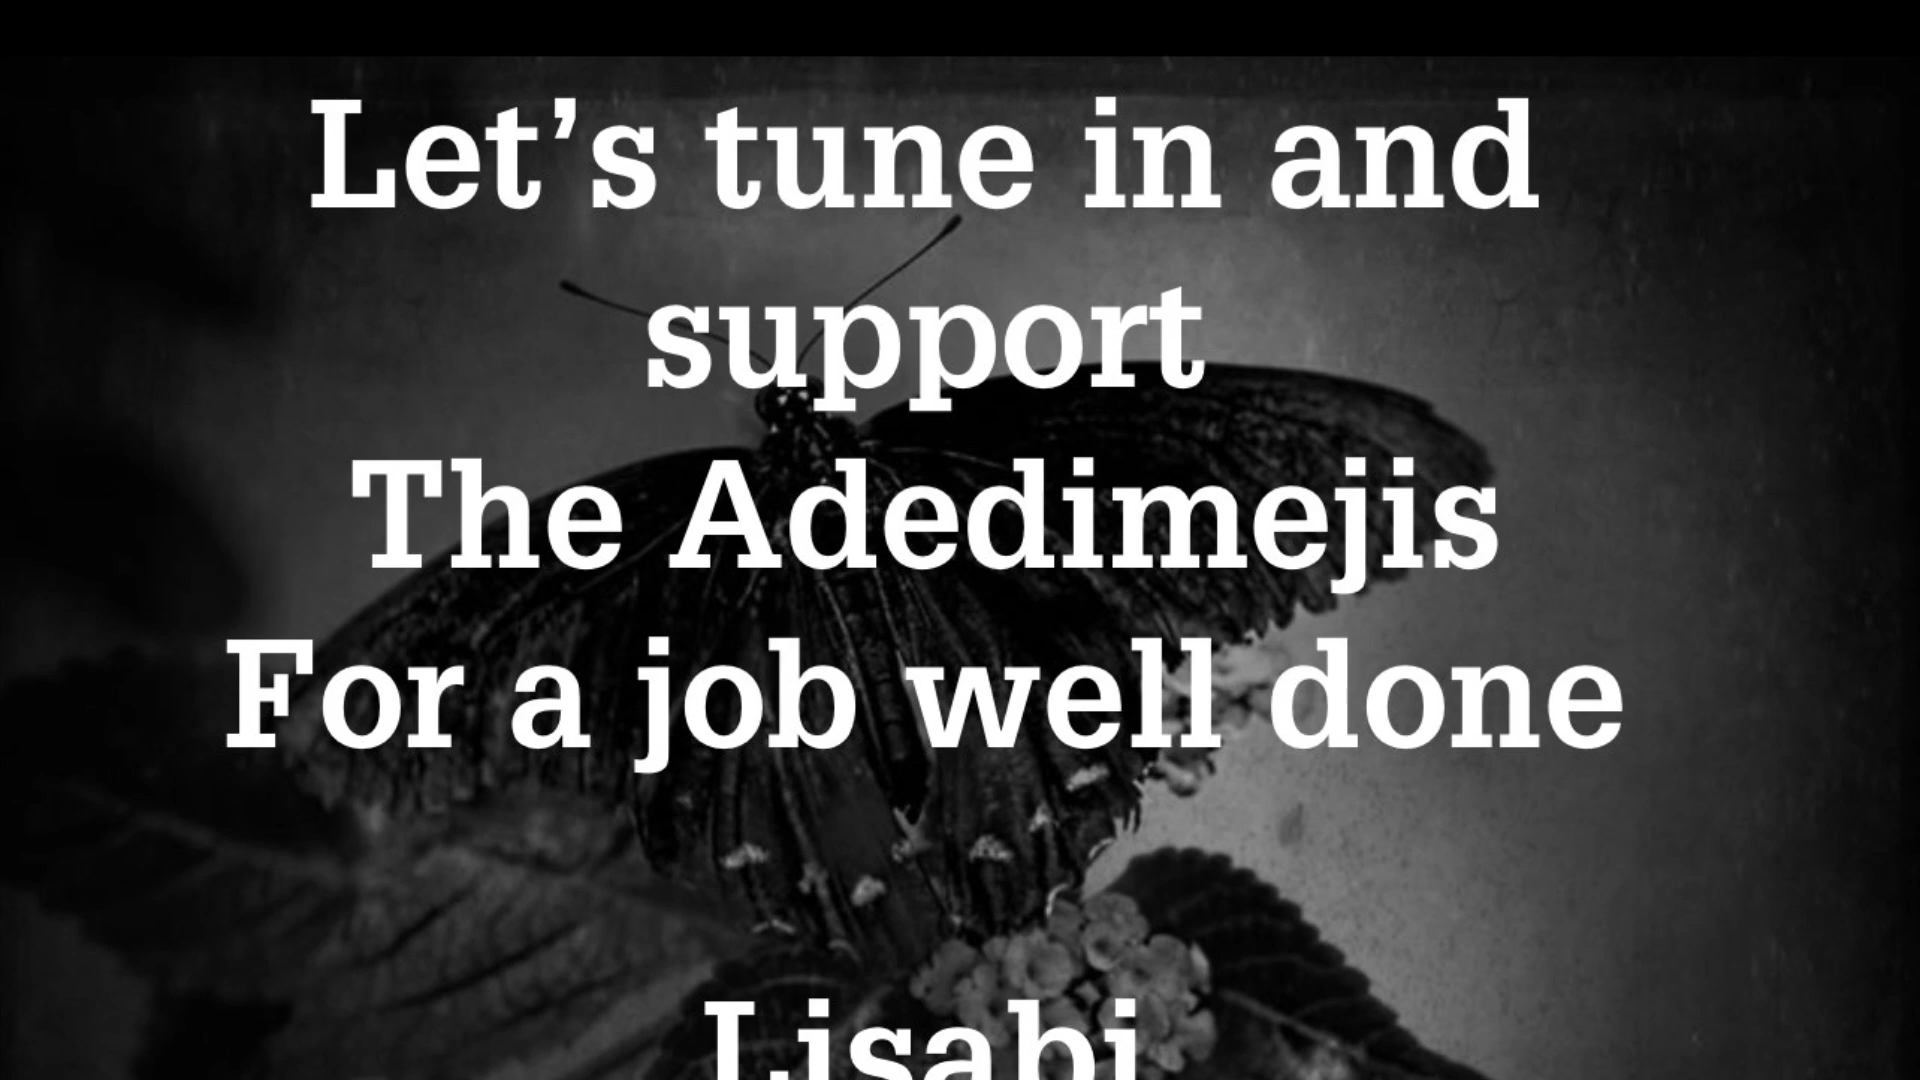 Let’s tune in and
support
The Adedimejis
For a job well done
Lisabi